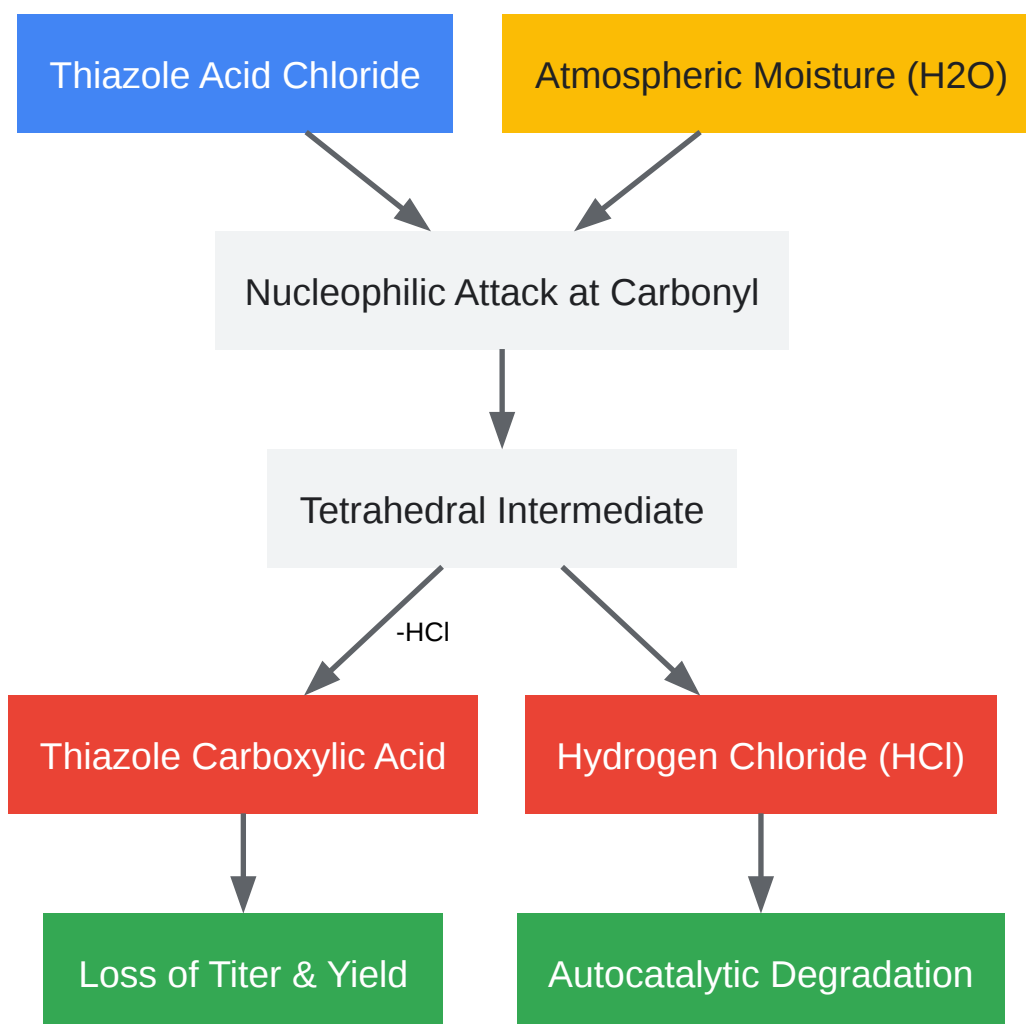 Thiazole Acid Chloride
Atmospheric Moisture (H2O)
Nucleophilic Attack at Carbonyl
Tetrahedral Intermediate
-HCl
Thiazole Carboxylic Acid
Hydrogen Chloride (HCl)
Loss of Titer & Yield
Autocatalytic Degradation